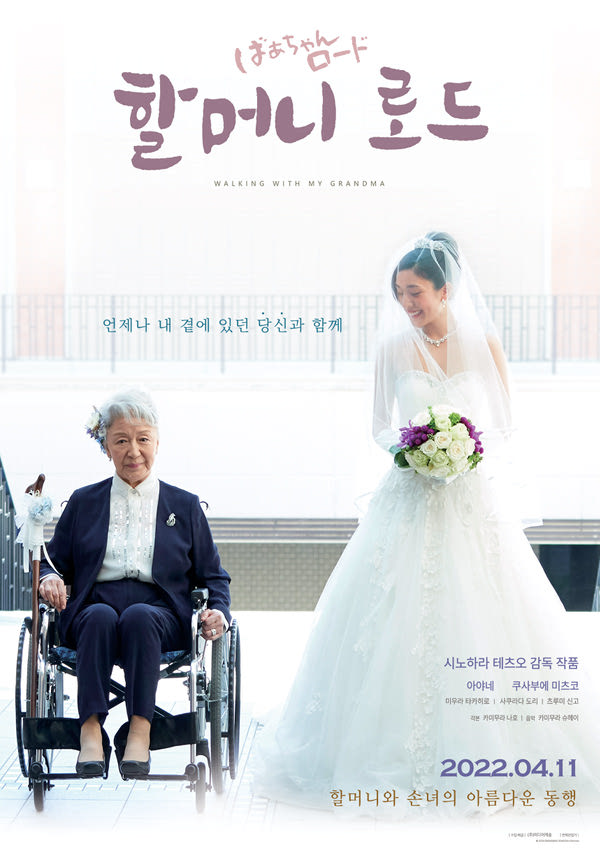 ばあちゃん
ロード
할머니 로드
WALKING WITH MY GRANDMA
언제나 내 곁에 있던 당신과 함께
시노하라 테츠오 감독 작품
아야네 쿠사부에 미츠코
미우라 타카히로 | 사쿠라다 도리 | 츠루미 신고
각본 카미무라 나호 | 음악 카미무라 슈헤이
2022.04.11
할머니와 손녀의 아름다운 동행